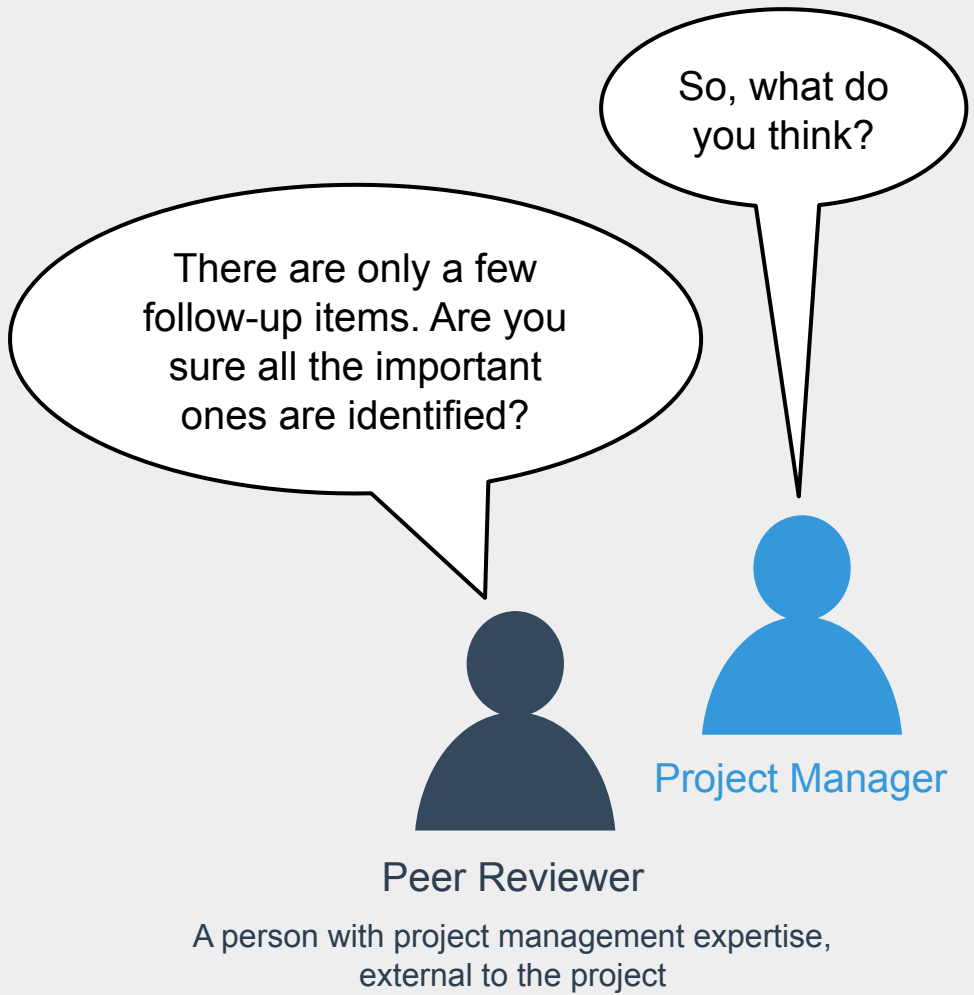 So, what do
you think?
There are only a few
follow-up items. Are you
sure all the important
ones are identified?
Project Manager
Peer Reviewer
A person with project management expertise,
external to the project